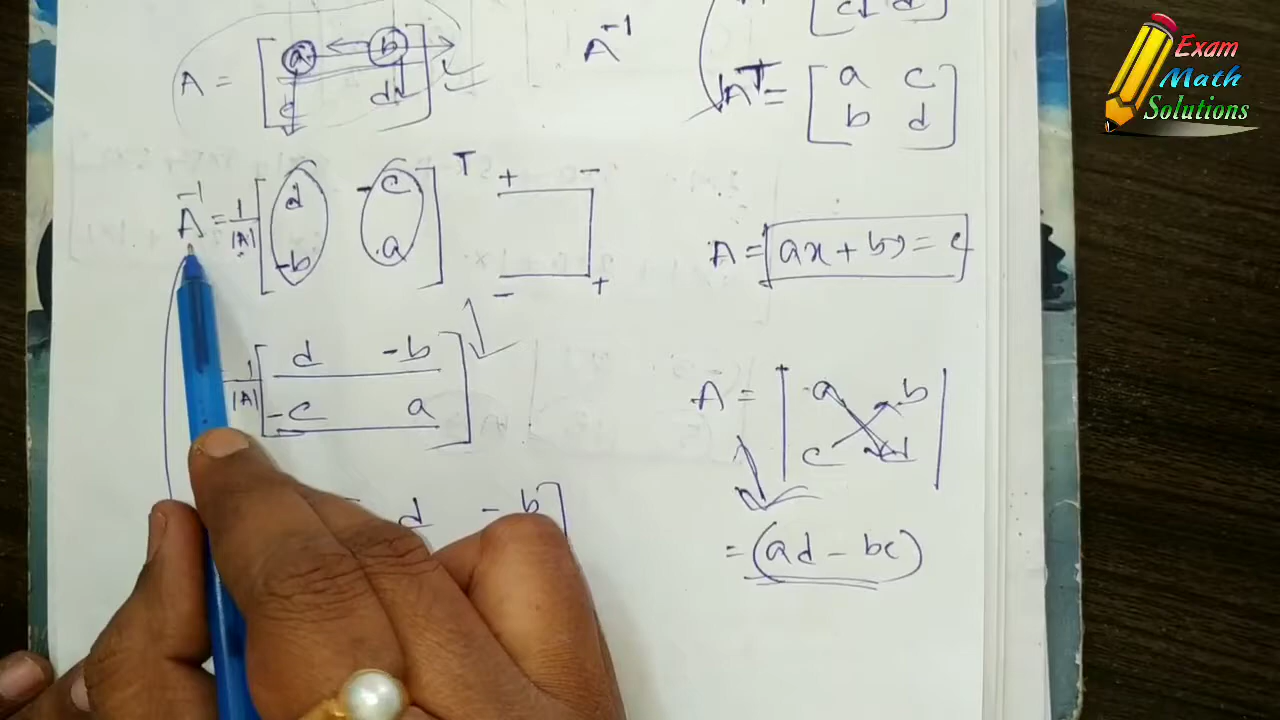 A = [ a b
c d ]
A⁻¹
c d
Aᵀ = [ a c
b d ]
A⁻¹ = 1/|A| [ d -c
-b a ]ᵀ
+ -
- +
A = ax + by = c
1/|A| [ d -b
-c a ]
A = | a b
c d |
d - b
= (ad - bc)
Exam
Math
Solutions